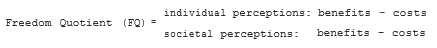 Freedom Quotient (FQ) = individual perceptions: benefits - costs
societal perceptions: benefits - costs